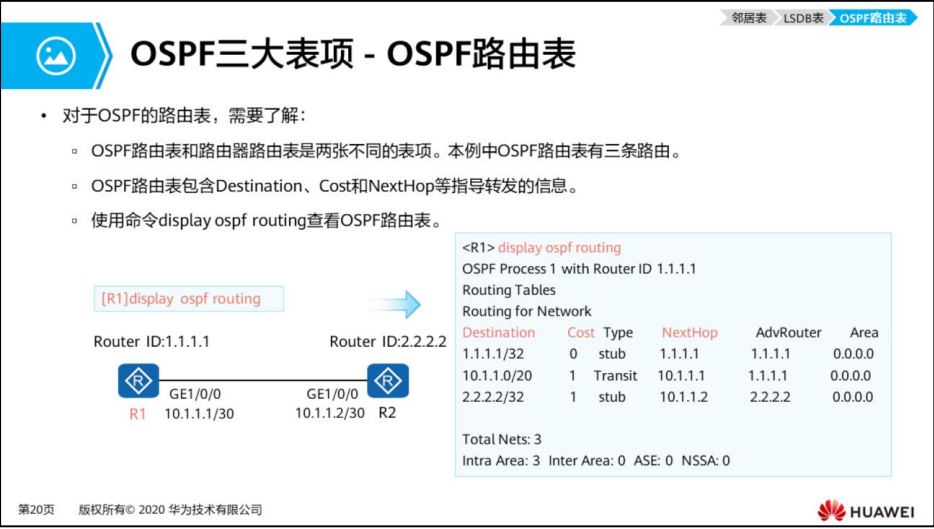 邻居表 LSDB表 OSPF路由表
OSPF三大表项 - OSPF路由表
• 对于OSPF的路由表，需要了解：
▫ OSPF路由表和路由器路由表是两张不同的表项。本例中OSPF路由表有三条路由。
▫ OSPF路由表包含Destination、Cost和NextHop等指导转发的信息。
▫ 使用命令display ospf routing查看OSPF路由表。
[R1]display ospf routing
Router ID:1.1.1.1
Router ID:2.2.2.2
R
R
GE1/0/0
GE1/0/0
R1 10.1.1.1/30
10.1.1.2/30 R2
<R1> display ospf routing
OSPF Process 1 with Router ID 1.1.1.1
Routing Tables
Routing for Network
Destination Cost Type NextHop AdvRouter Area
1.1.1.1/32 0 stub 1.1.1.1 1.1.1.1 0.0.0.0
10.1.1.0/20 1 Transit 10.1.1.1 1.1.1.1 0.0.0.0
2.2.2.2/32 1 stub 10.1.1.2 2.2.2.2 0.0.0.0
Total Nets: 3
Intra Area: 3 Inter Area: 0 ASE: 0 NSSA: 0
第20页 版权所有© 2020 华为技术有限公司
HUAWEI